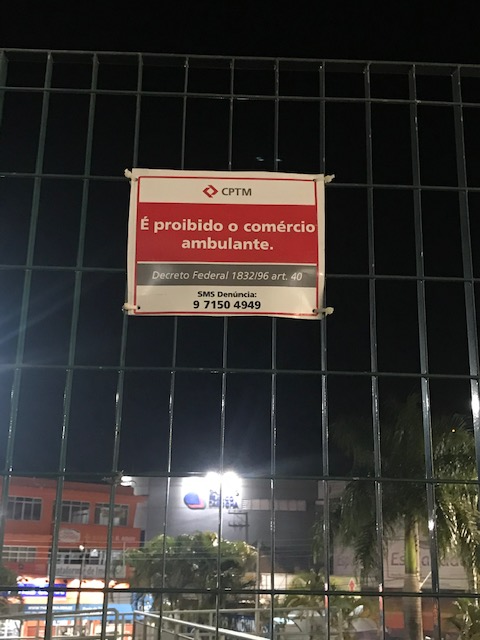 CPTM
É proibido o comércio
ambulante.
Decreto Federal 1832/96 art. 40
SMS Denúncia:
9 7150 4949